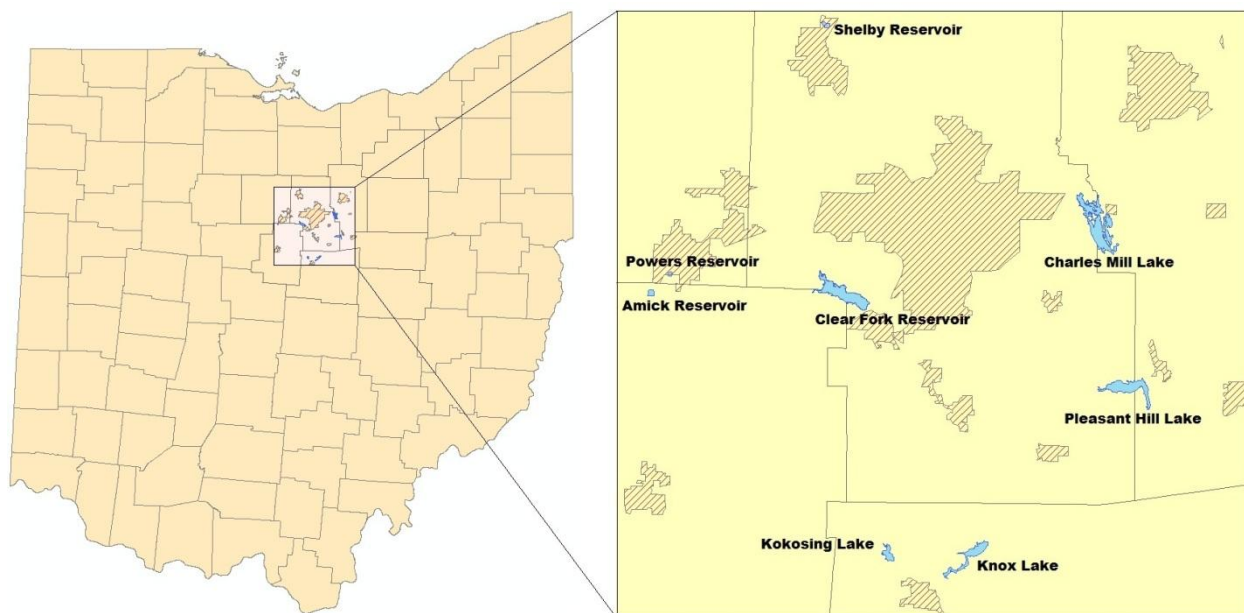 Shelby Reservoir
Powers Reservoir
Charles Mill Lake
Amick Reservoir
Clear Fork Reservoir
Pleasant Hill Lake
Kokosing Lake
Knox Lake